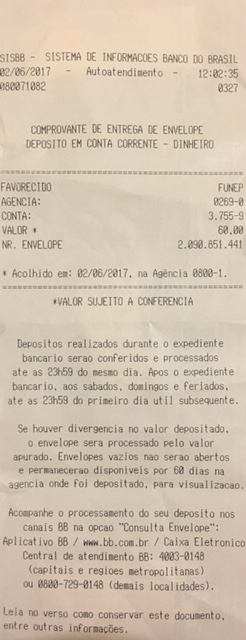 SISBB - SISTEMA DE INFORMACOES BANCO DO BRASIL
02/06/2017 - Autoatendimento - 12:02:35
080071082 0327
COMPROVANTE DE ENTREGA DE ENVELOPE
DEPOSITO EM CONTA CORRENTE - DINHEIRO
================================================
FAVORECIDO FUNEP
AGENCIA: 0269-0
CONTA: 3.755-9
VALOR * 60.00
NR. ENVELOPE 2.090.851.441
* Acolhido em: 02/06/2017, na Agência 0800-1.
================================================
*VALOR SUJEITO A CONFERENCIA
Depositos realizados durante o expediente
bancario serao conferidos e processados
ate as 23h59 do mesmo dia. Apos o expediente
bancario, aos sabados, domingos e feriados,
ate as 23h59 do primeiro dia util subsequente.
Se houver divergencia no valor depositado,
o envelope sera processado pelo valor
apurado. Envelopes vazios nao serao abertos
e permanecerao disponiveis por 60 dias na
agencia onde foi depositado, para visualizacao.
Acompanhe o processamento do seu deposito nos
canais BB na opcao "Consulta Envelope":
Aplicativo BB / www.bb.com.br / Caixa Eletronico
Central de atendimento BB: 4003-0148
(capitais e regioes metropolitanas)
ou 0800-729-0148 (demais localidades).
Leia no verso como conservar este documento,
entre outras informações.